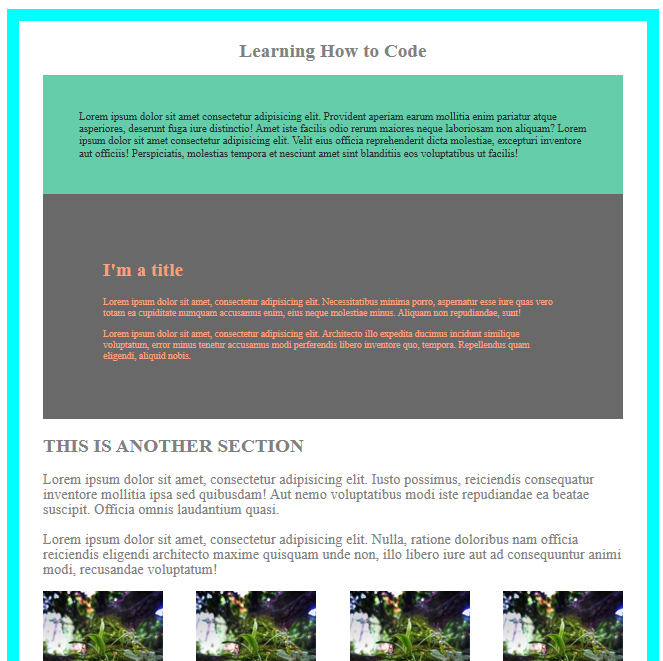 Learning How to Code
Lorem ipsum dolor sit amet consectetur adipisicing elit. Provident aperiam earum mollitia enim pariatur atque
asperiores, deserunt fuga iure distinctio! Amet iste facilis odio rerum maiores neque laboriosam non aliquam? Lorem
ipsum dolor sit amet consectetur adipisicing elit. Velit eius officia reprehenderit dicta molestiae, excepturi inventore
aut officiis! Perspiciatis, molestias tempora et nesciunt amet sint blanditiis eos voluptatibus ut facilis!
I'm a title
Lorem ipsum dolor sit amet, consectetur adipisicing elit. Necessitatibus minima porro, aspernatur esse iure quas vero
totam ea cupiditate numquam accusamus enim, eius neque molestiae minus. Aliquam non repudiandae, sunt!
Lorem ipsum dolor sit amet, consectetur adipisicing elit. Architecto illo expedita ducimus incidunt similique
voluptatum, error minus tenetur accusamus modi perferendis libero inventore quo, tempora. Repellendus quam
eligendi, aliquid nobis.
THIS IS ANOTHER SECTION
Lorem ipsum dolor sit amet, consectetur adipisicing elit. Iusto possimus, reiciendis consequatur
inventore mollitia ipsa sed quibusdam! Aut nemo voluptatibus modi iste repudiandae ea beatae
suscipit. Officia omnis laudantium quasi.
Lorem ipsum dolor sit amet, consectetur adipisicing elit. Nulla, ratione doloribus nam officia
reiciendis eligendi architecto maxime quisquam unde non, illo libero iure aut ad consequuntur animi
modi, recusandae voluptatum!